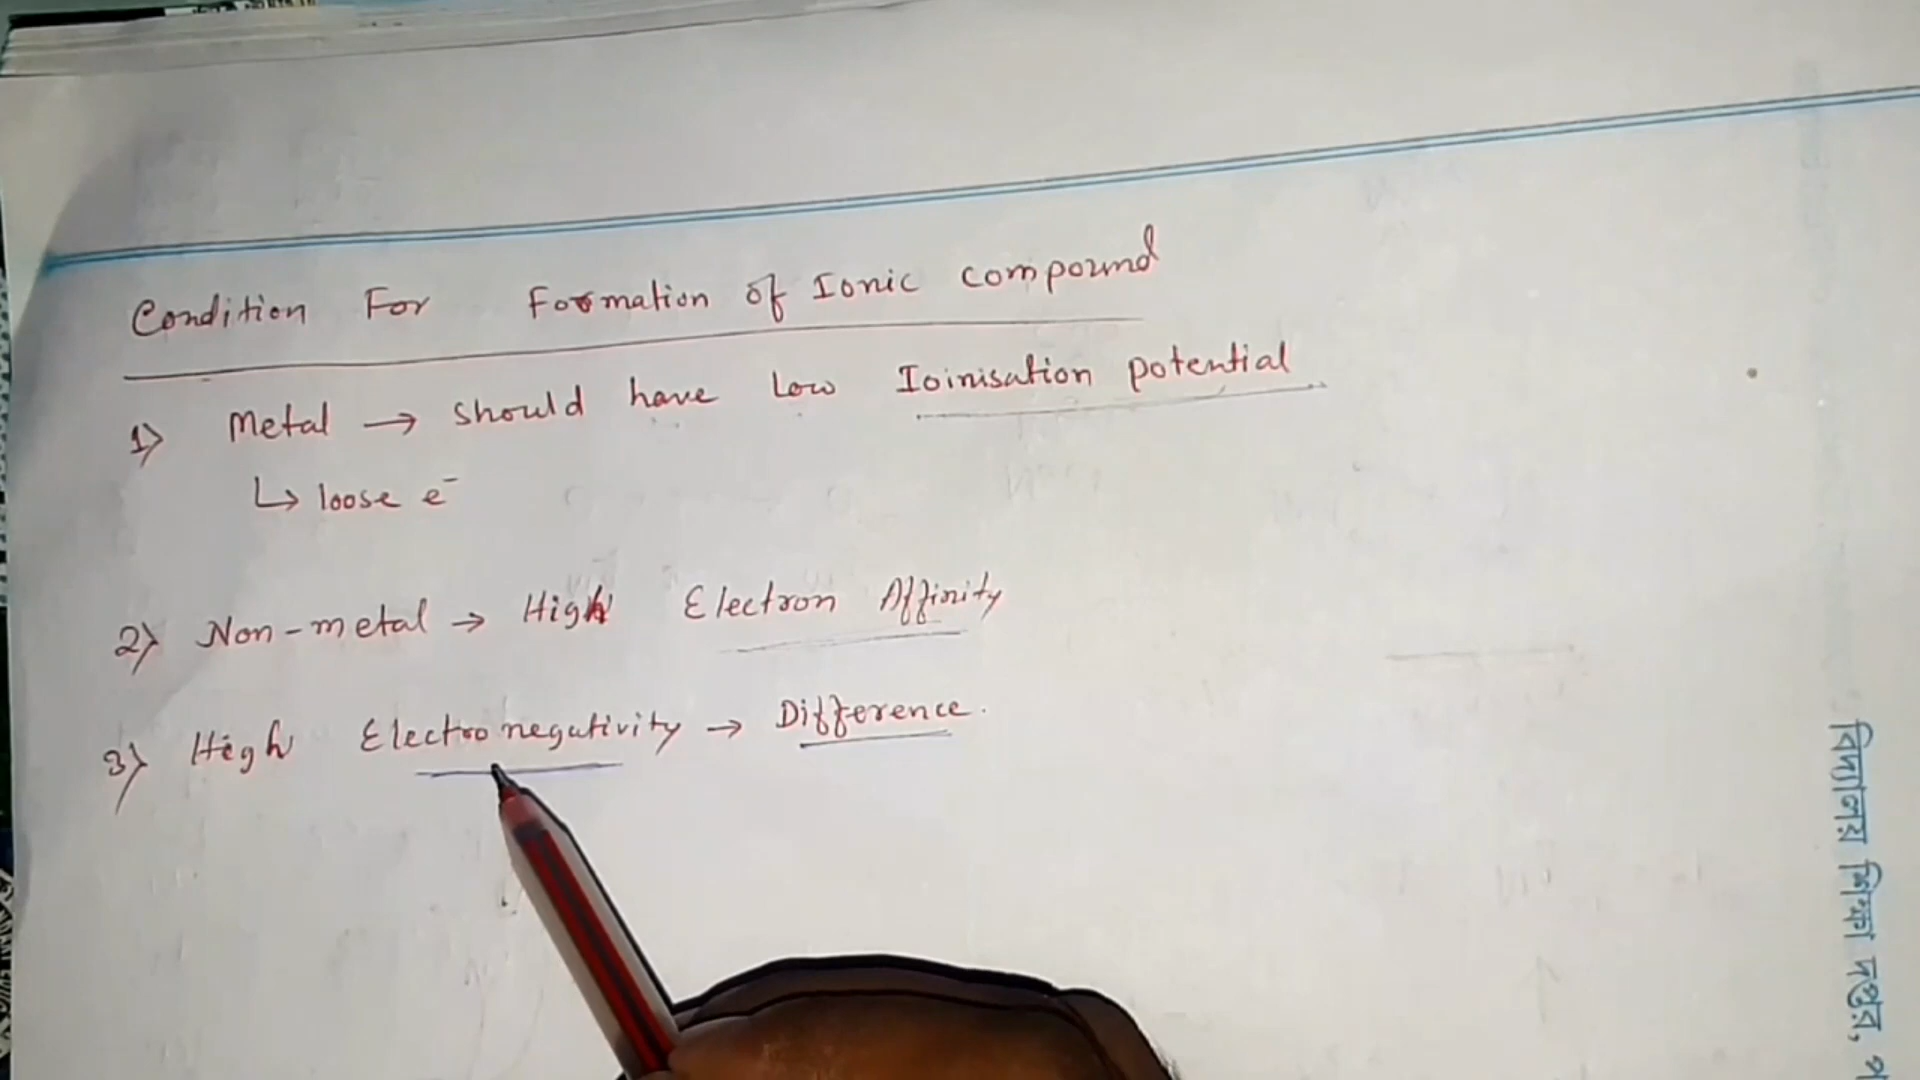 Condition For Formation of Ionic compound
1) Metal → should have Low Ioinisation potential
↳ loose e⁻
2) Non-metal → High Electron Affinity
3) High Electronegativity → Difference.
বিদ্যালয় শিক্ষা দপ্তর, প